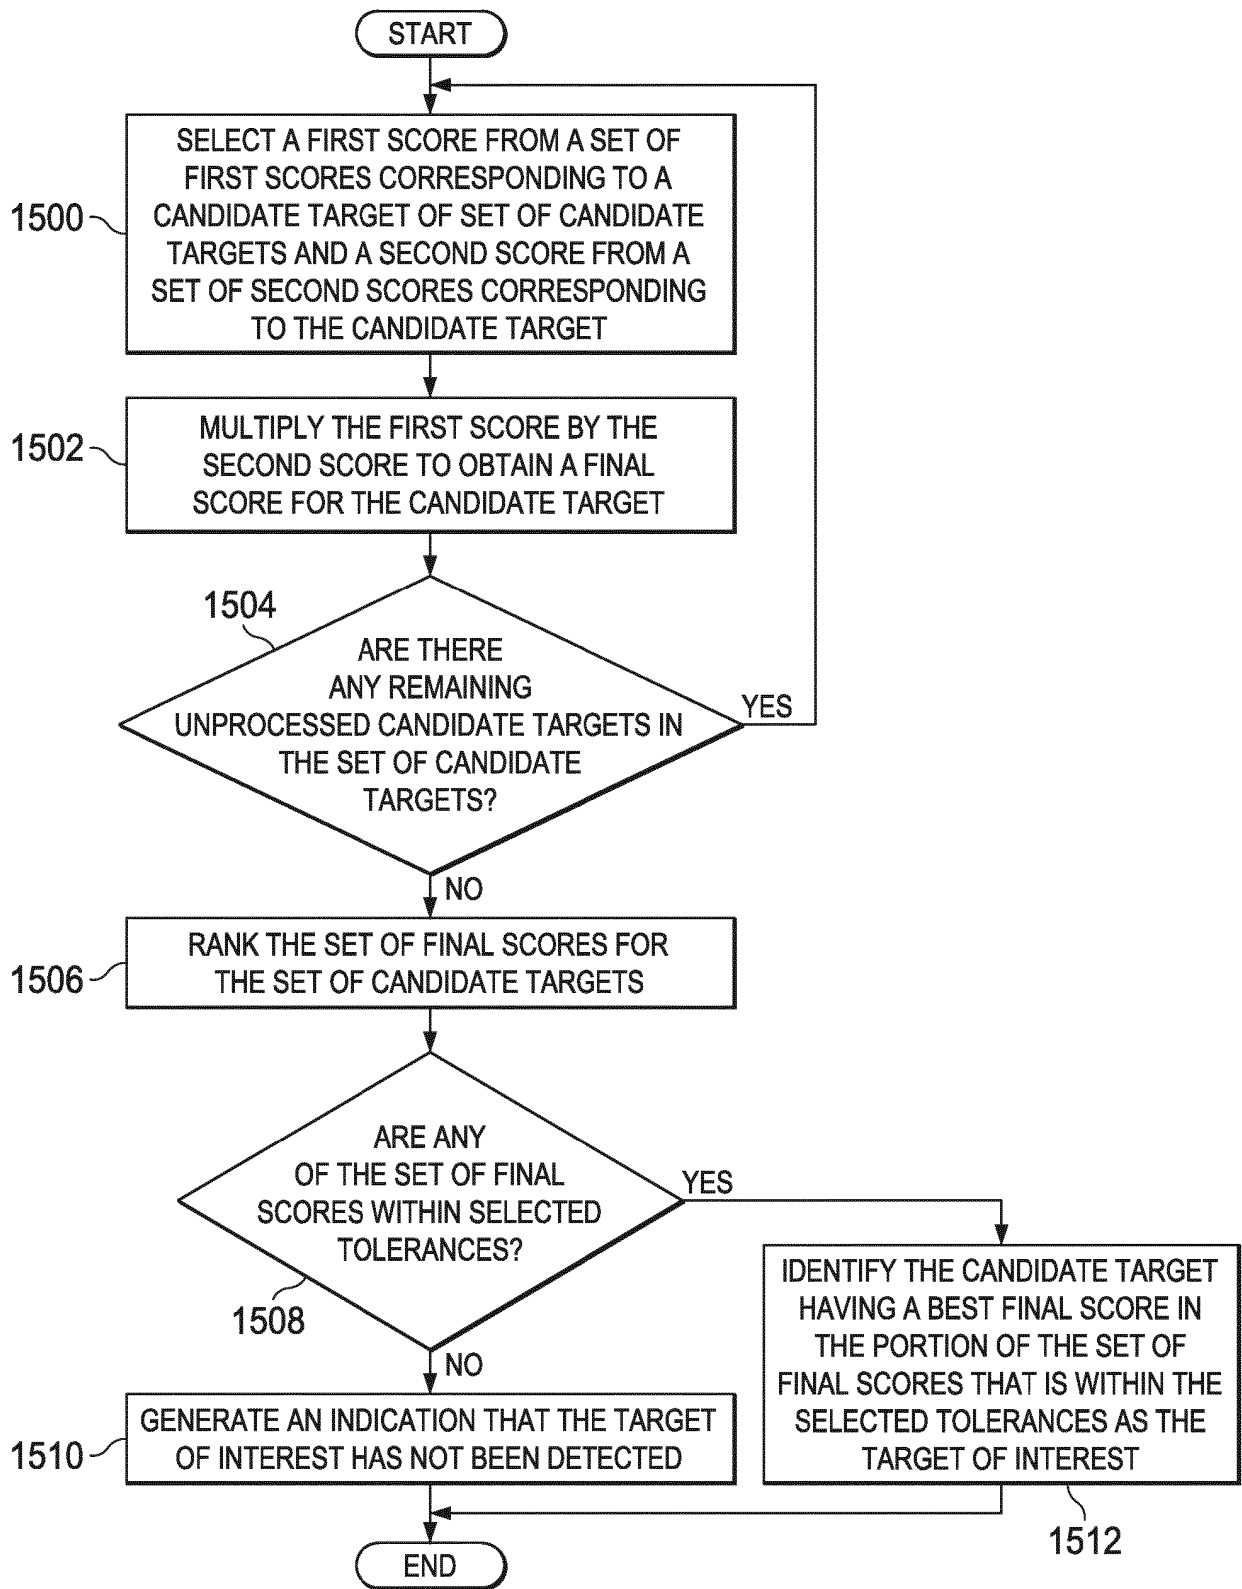 START
SELECT A FIRST SCORE FROM A SET OF
FIRST SCORES CORRESPONDING TO A
CANDIDATE TARGET OF SET OF CANDIDATE
TARGETS AND A SECOND SCORE FROM A
SET OF SECOND SCORES CORRESPONDING
TO THE CANDIDATE TARGET
1500
MULTIPLY THE FIRST SCORE BY THE
SECOND SCORE TO OBTAIN A FINAL
SCORE FOR THE CANDIDATE TARGET
1502
1504
ARE THERE
ANY REMAINING
UNPROCESSED CANDIDATE TARGETS IN
THE SET OF CANDIDATE
TARGETS?
YES
NO
RANK THE SET OF FINAL SCORES FOR
THE SET OF CANDIDATE TARGETS
1506
ARE ANY
OF THE SET OF FINAL
SCORES WITHIN SELECTED
TOLERANCES?
1508
YES
NO
IDENTIFY THE CANDIDATE TARGET
HAVING A BEST FINAL SCORE IN
THE PORTION OF THE SET OF
FINAL SCORES THAT IS WITHIN THE
SELECTED TOLERANCES AS THE
TARGET OF INTEREST
1512
GENERATE AN INDICATION THAT THE TARGET
OF INTEREST HAS NOT BEEN DETECTED
1510
END